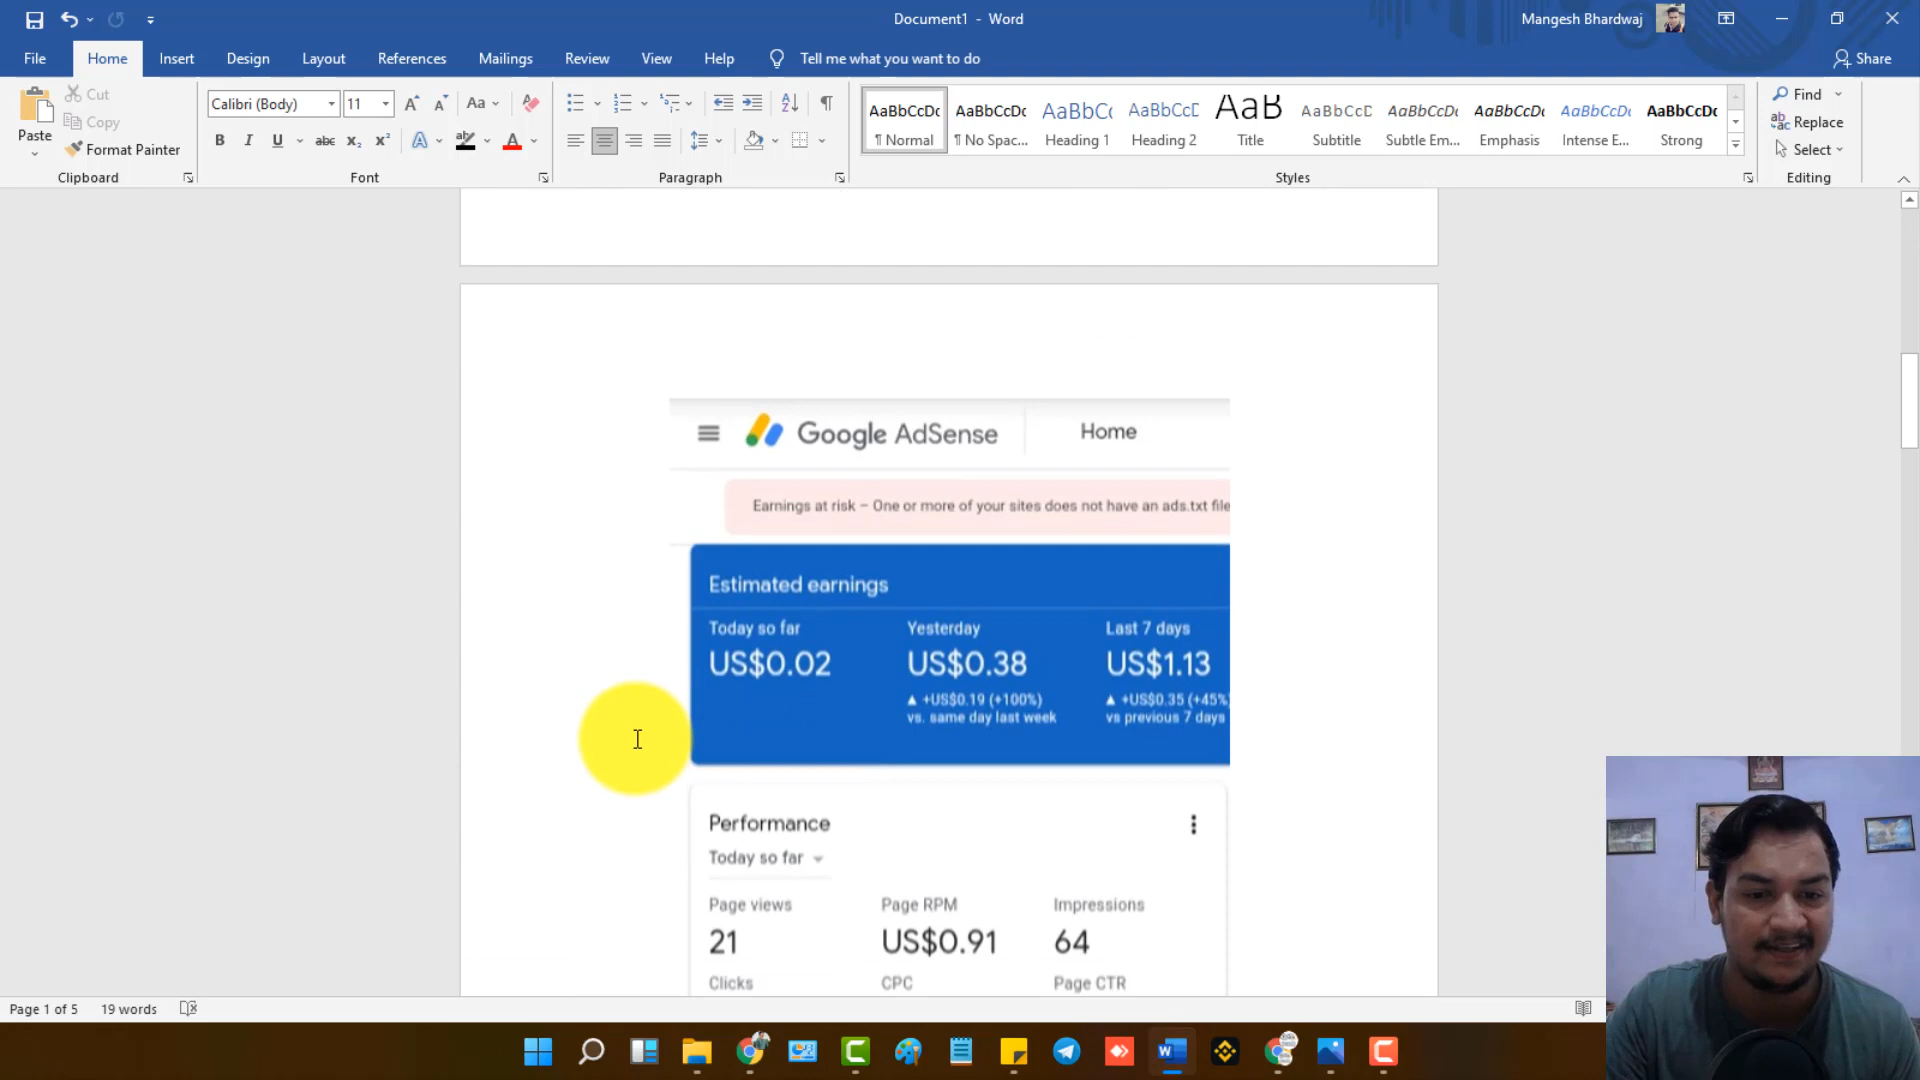 Document1 - Word
Mangesh Bhardwaj
File Home Insert Design Layout References Mailings Review View Help Tell me what you want to do Share
Paste
Cut
Copy
Format Painter
Clipboard
Calibri (Body) 11
Font
Paragraph
AaBbCcDc AaBbCcDc AaBbC AaBbCcD AaB AaBbCcD AaBbCcDc AaBbCcDc AaBbCcDc AaBbCcDc
¶ Normal ¶ No Spac... Heading 1 Heading 2 Title Subtitle Subtle Em... Emphasis Intense E... Strong
Styles
Find
Replace
Select
Editing
Google AdSense Home
Earnings at risk – One or more of your sites does not have an ads.txt file
Estimated earnings
Today so far Yesterday Last 7 days
US$0.02 US$0.38 US$1.13
+US$0.19 (+100%) +US$0.35 (+45%)
vs. same day last week vs previous 7 days
Performance
Today so far
Page views Page RPM Impressions
21 US$0.91 64
Clicks CPC Page CTR
Page 1 of 5 19 words